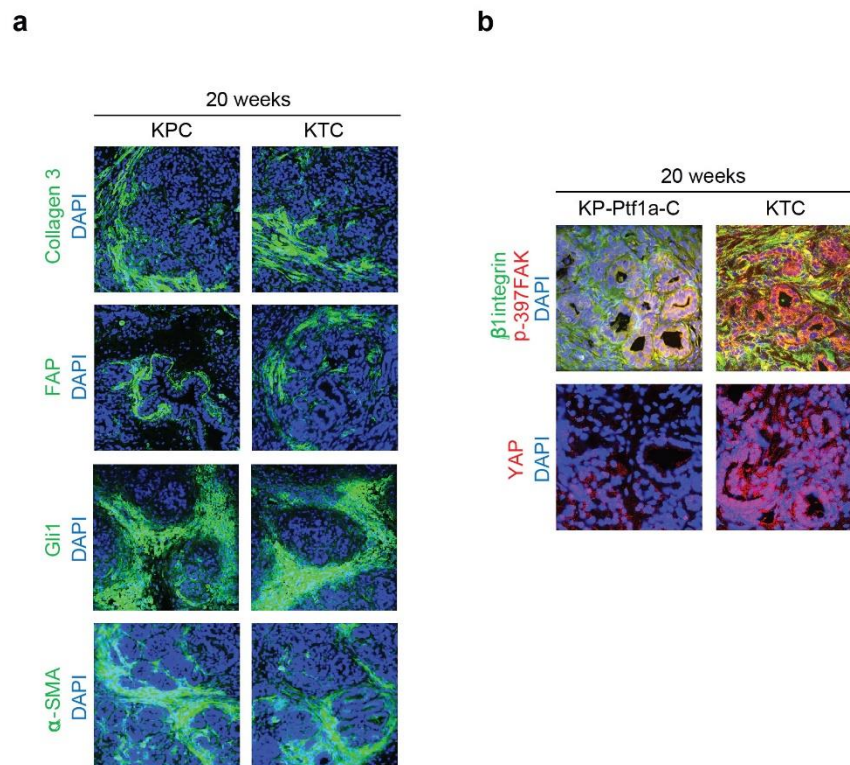 a
20 weeks
KPC KTC
Collagen 3
DAPI
FAP
DAPI
Gli1
DAPI
α-SMA
DAPI
b
20 weeks
KP-Ptf1a-C KTC
β1integrin
p-397FAK
DAPI
YAP
DAPI